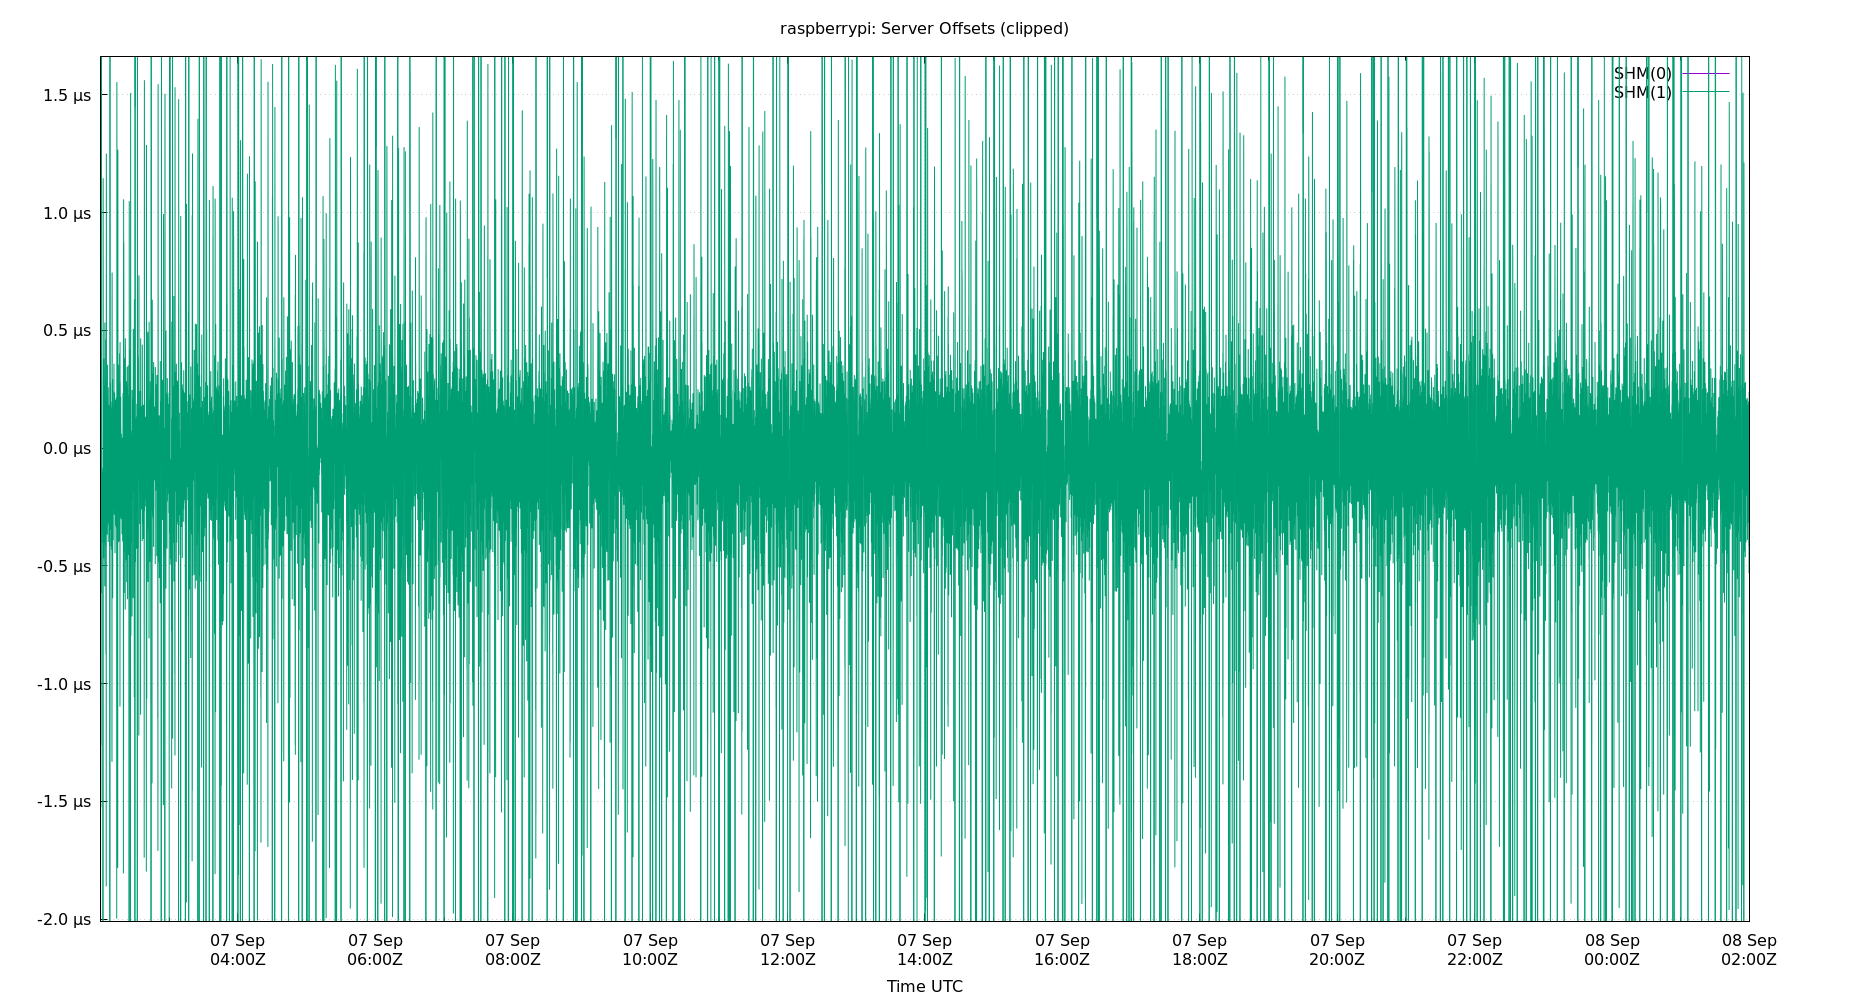 raspberrypi: Server Offsets (clipped)
SHM(0)
SHM(1)
1.5 µs
1.0 µs
0.5 µs
0.0 µs
-0.5 µs
-1.0 µs
-1.5 µs
-2.0 µs
07 Sep 07 Sep 07 Sep 07 Sep 07 Sep 07 Sep 07 Sep 07 Sep 07 Sep 07 Sep 08 Sep 08 Sep
04:00Z 06:00Z 08:00Z 10:00Z 12:00Z 14:00Z 16:00Z 18:00Z 20:00Z 22:00Z 00:00Z 02:00Z
Time UTC